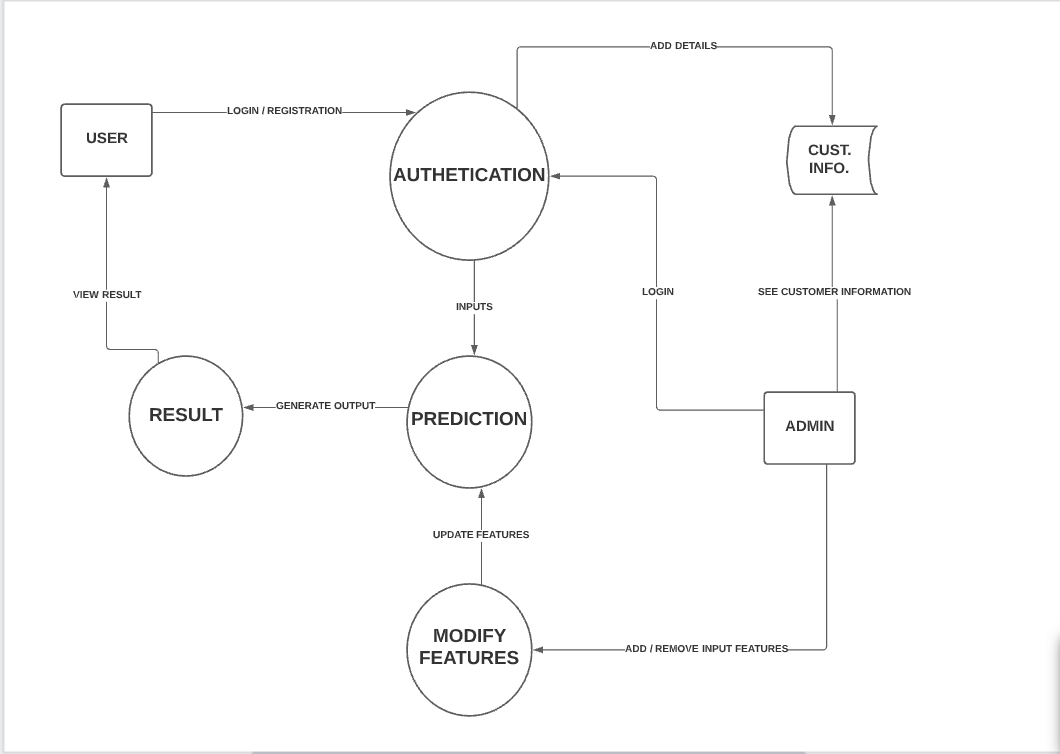 ADD DETAILS
LOGIN / REGISTRATION
USER
CUST.
INFO.
AUTHETICATION
VIEW RESULT
INPUTS
LOGIN
SEE CUSTOMER INFORMATION
GENERATE OUTPUT
RESULT
PREDICTION
ADMIN
UPDATE FEATURES
MODIFY
FEATURES
ADD / REMOVE INPUT FEATURES